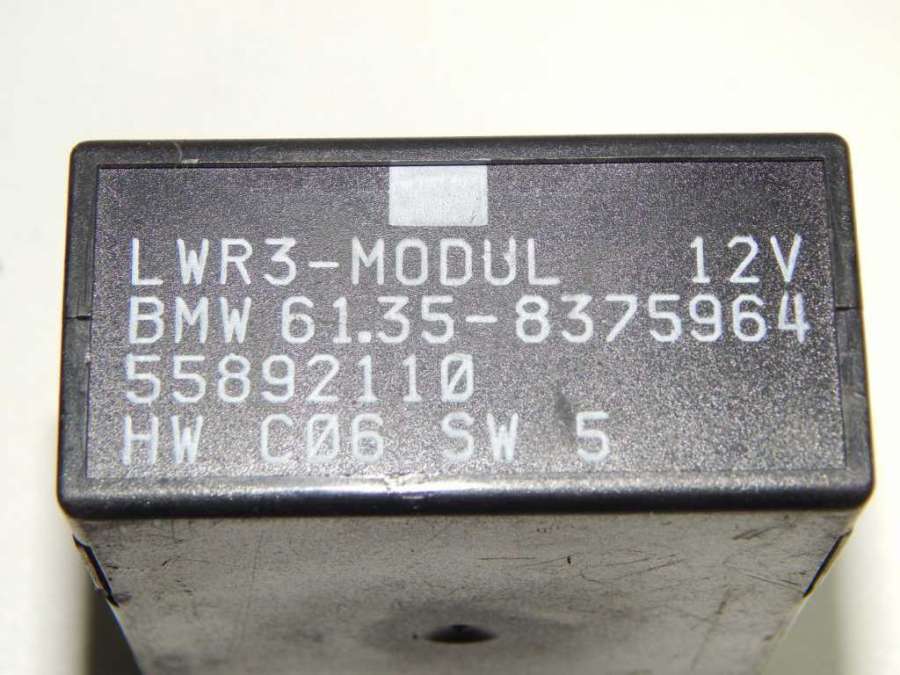 LWR3-MODUL 12V
BMW 61.35-8375964
55892110
HW C06 SW 5